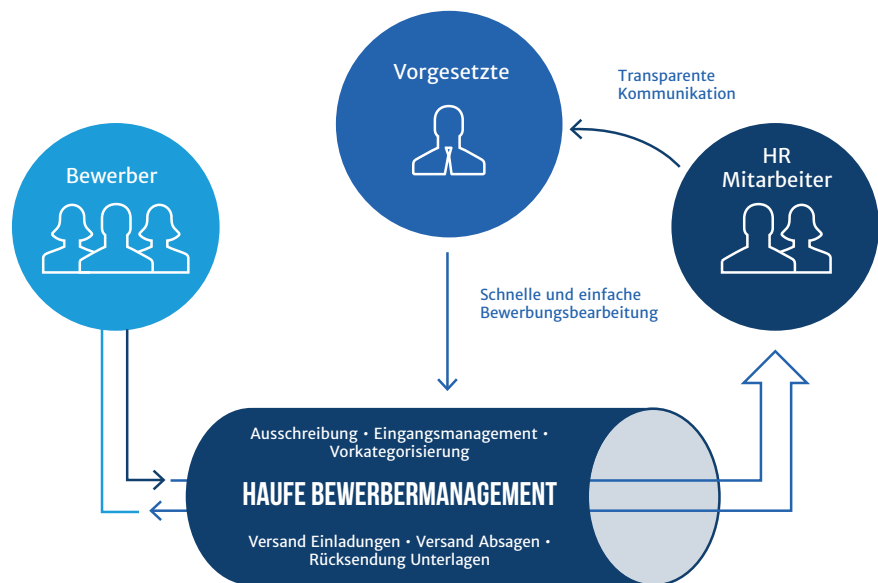 Vorgesetzte
Transparente
Kommunikation
Bewerber
HR
Mitarbeiter
Schnelle und einfache
Bewerbungsbearbeitung
Ausschreibung • Eingangsmanagement •
Vorkategorisierung
HAUFE BEWERBERMANAGEMENT
Versand Einladungen • Versand Absagen •
Rücksendung Unterlagen